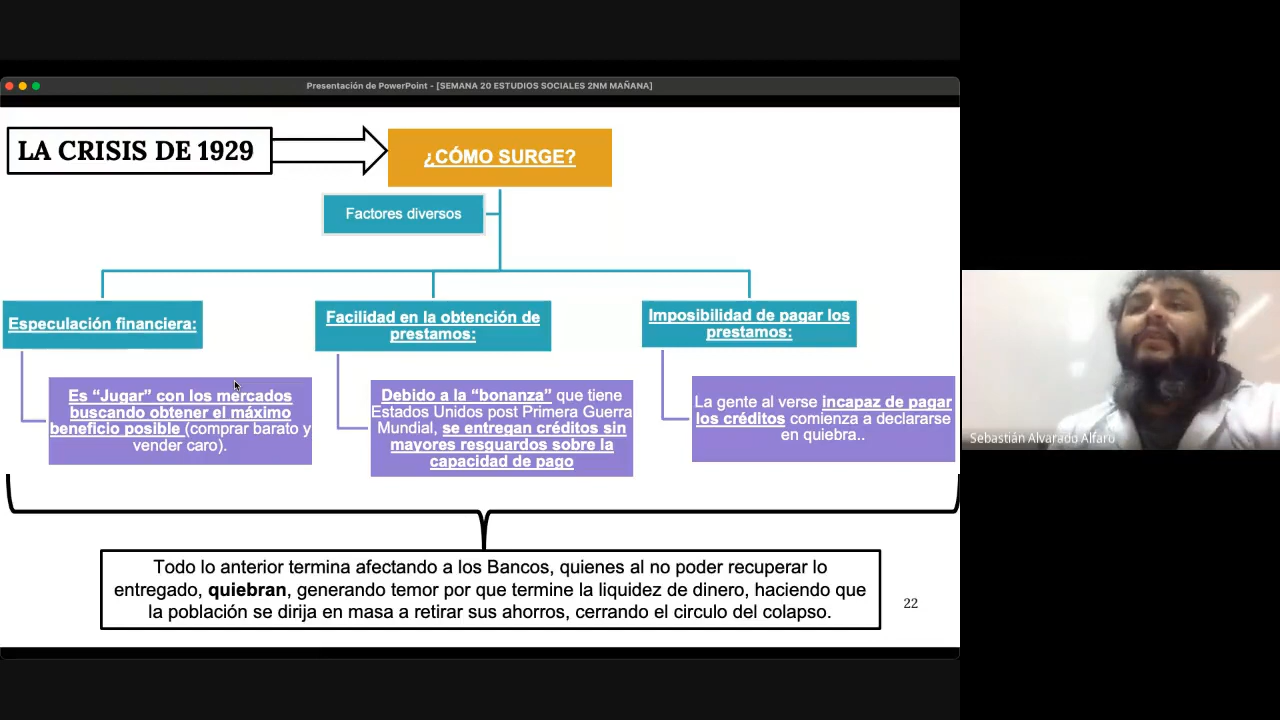 Presentación de PowerPoint - [SEMANA 20 ESTUDIOS SOCIALES 2NM MAÑANA]
LA CRISIS DE 1929
¿CÓMO SURGE?
Factores diversos
Especulación financiera:
Es “Jugar” con los mercados
buscando obtener el máximo
beneficio posible (comprar barato y
vender caro).
Facilidad en la obtención de
prestamos:
Debido a la “bonanza” que tiene
Estados Unidos post Primera Guerra
Mundial, se entregan créditos sin
mayores resguardos sobre la
capacidad de pago
Imposibilidad de pagar los
prestamos:
La gente al verse incapaz de pagar
los créditos comienza a declararse
en quiebra..
Todo lo anterior termina afectando a los Bancos, quienes al no poder recuperar lo
entregado, quiebran, generando temor por que termine la liquidez de dinero, haciendo que
la población se dirija en masa a retirar sus ahorros, cerrando el circulo del colapso.
22
Sebastián Alvarado Alfaro